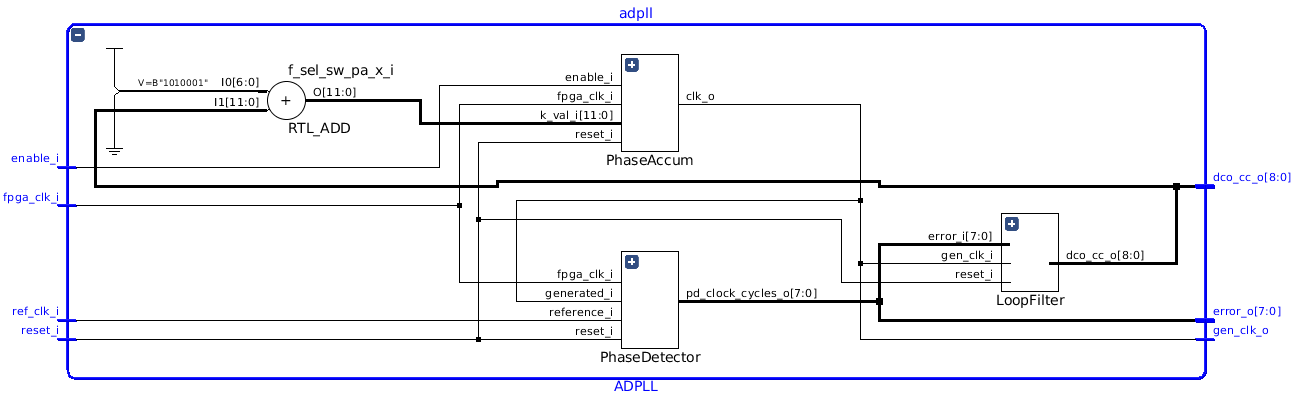 adpll
f_sel_sw_pa_x_i
V=B"1010001"
I0[6:0]
I1[11:0]
+
O[11:0]
RTL_ADD
enable_i
fpga_clk_i
k_val_i[11:0]
reset_i
clk_o
PhaseAccum
enable_i
fpga_clk_i
ref_clk_i
reset_i
dco_cc_o[8:0]
error_i[7:0]
gen_clk_i
reset_i
dco_cc_o[8:0]
LoopFilter
fpga_clk_i
generated_i
reference_i
reset_i
pd_clock_cycles_o[7:0]
PhaseDetector
error_o[7:0]
gen_clk_o
ADPLL